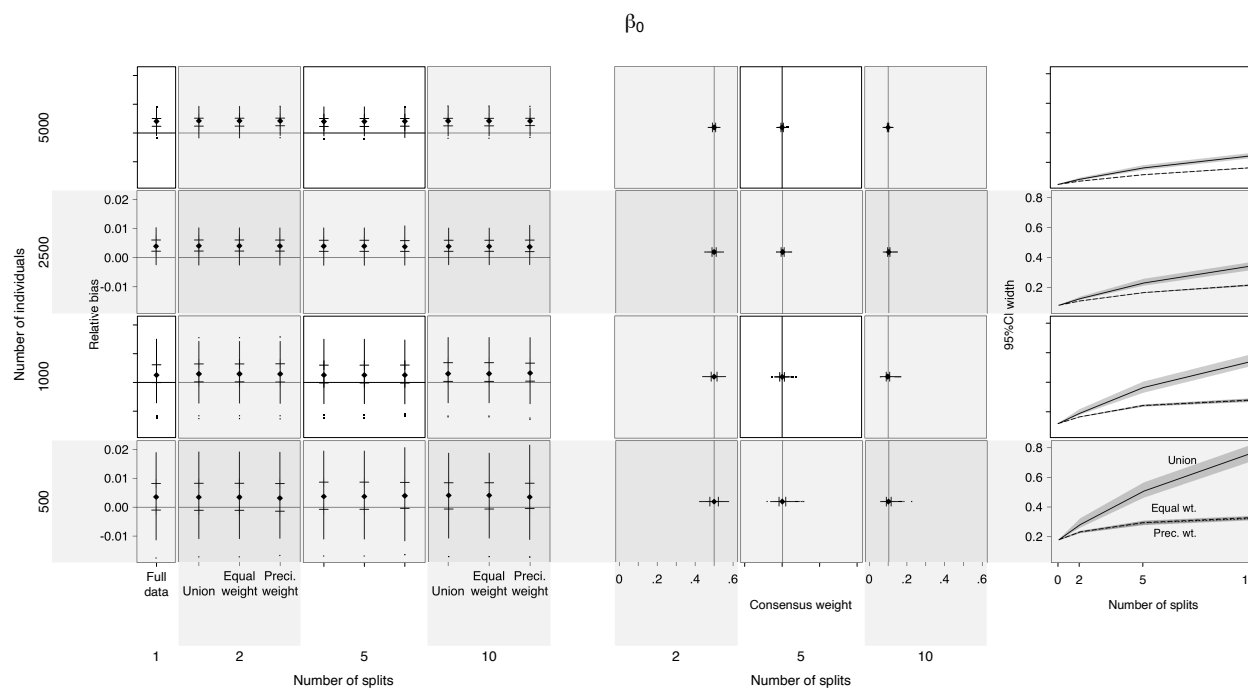 β0
Number of individuals
5000
2500
1000
500
Relative bias
0.02
0.01
0.00
-0.01
0.02
0.01
0.00
-0.01
Full
data
Union
Equal
weight
Preci.
weight
Union
Equal
weight
Preci.
weight
1 2 5 10
Number of splits
0 .2 .4 .6
0 .2 .4 .6
Consensus weight
2 5 10
Number of splits
95%CI width
0.8
0.6
0.4
0.2
0.8
0.6
0.4
0.2
Union
Equal wt.
Prec. wt.
0 2 5 1
Number of splits